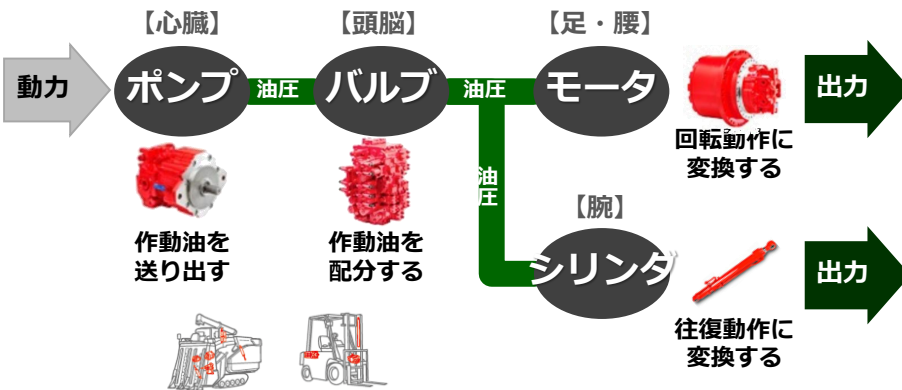 【心臓】
【頭脳】
【足・腰】
動力
ポンプ
油圧
バルブ
油圧
モータ
出力
回転動作に
変換する
油圧
作動油を
送り出す
作動油を
配分する
【腕】
シリンダ
出力
往復動作に
変換する